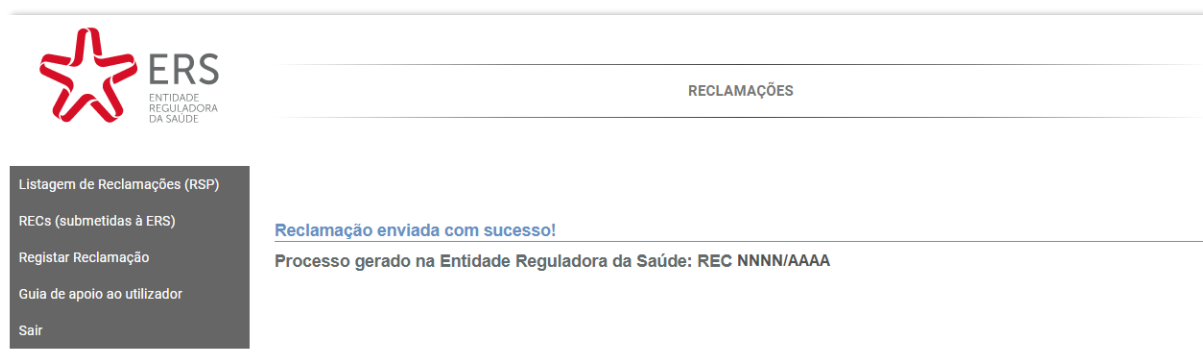 ERS
ENTIDADE
REGULADORA
DA SAÚDE
RECLAMAÇÕES
Listagem de Reclamações (RSP)
RECs (submetidas à ERS)
Registar Reclamação
Guia de apoio ao utilizador
Sair
Reclamação enviada com sucesso!
Processo gerado na Entidade Reguladora da Saúde: REC NNNN/AAAA